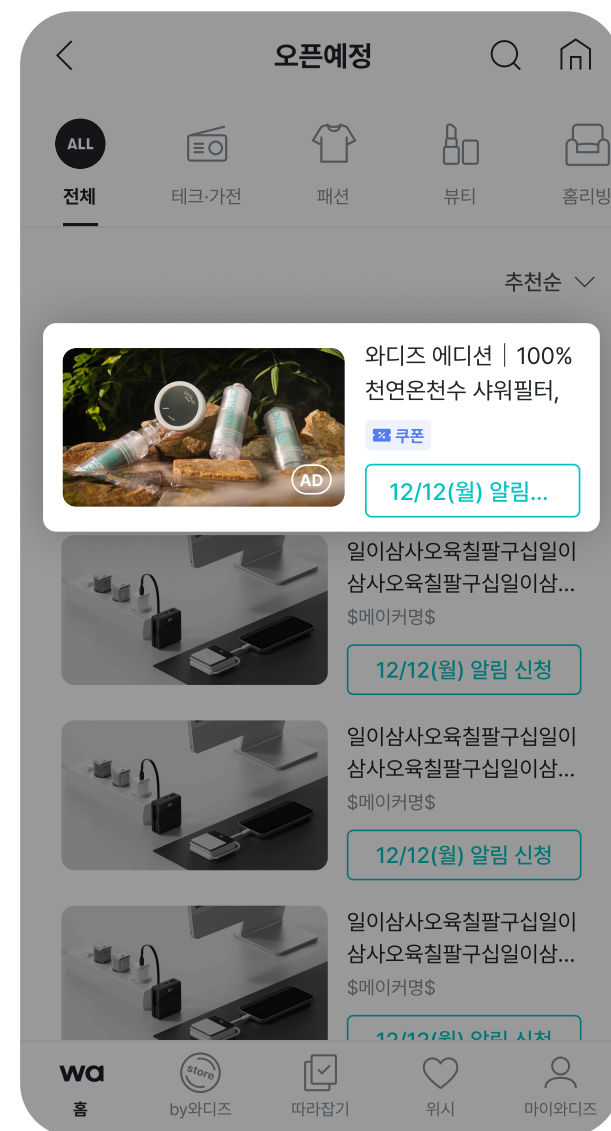 오픈예정
ALL
전체
테크·가전
패션
뷰티
홈리빙
추천순
와디즈 에디션｜100%
천연온천수 샤워필터,
쿠폰
AD
12/12(월) 알림...
일이삼사오육칠팔구십일이
삼사오육칠팔구십일이삼...
$메이커명$
12/12(월) 알림 신청
일이삼사오육칠팔구십일이
삼사오육칠팔구십일이삼...
$메이커명$
12/12(월) 알림 신청
일이삼사오육칠팔구십일이
삼사오육칠팔구십일이삼...
$메이커명$
12/12(월) 알림 신청
wa
store
홈
by와디즈
따라잡기
위시
마이와디즈